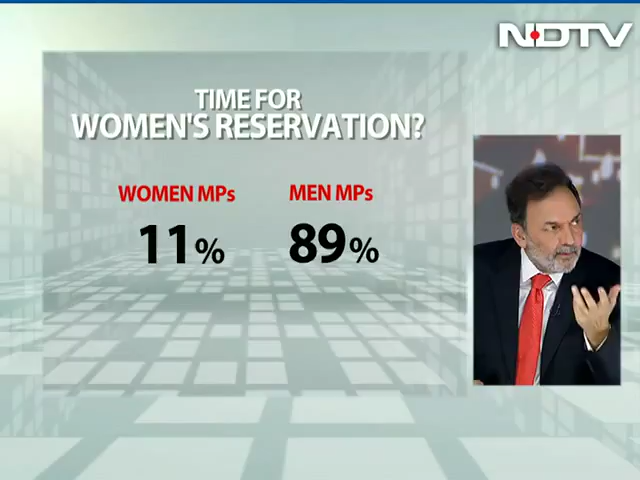 NDTV
TIME FOR
WOMEN'S RESERVATION?
WOMEN MPs
MEN MPs
11%
89%